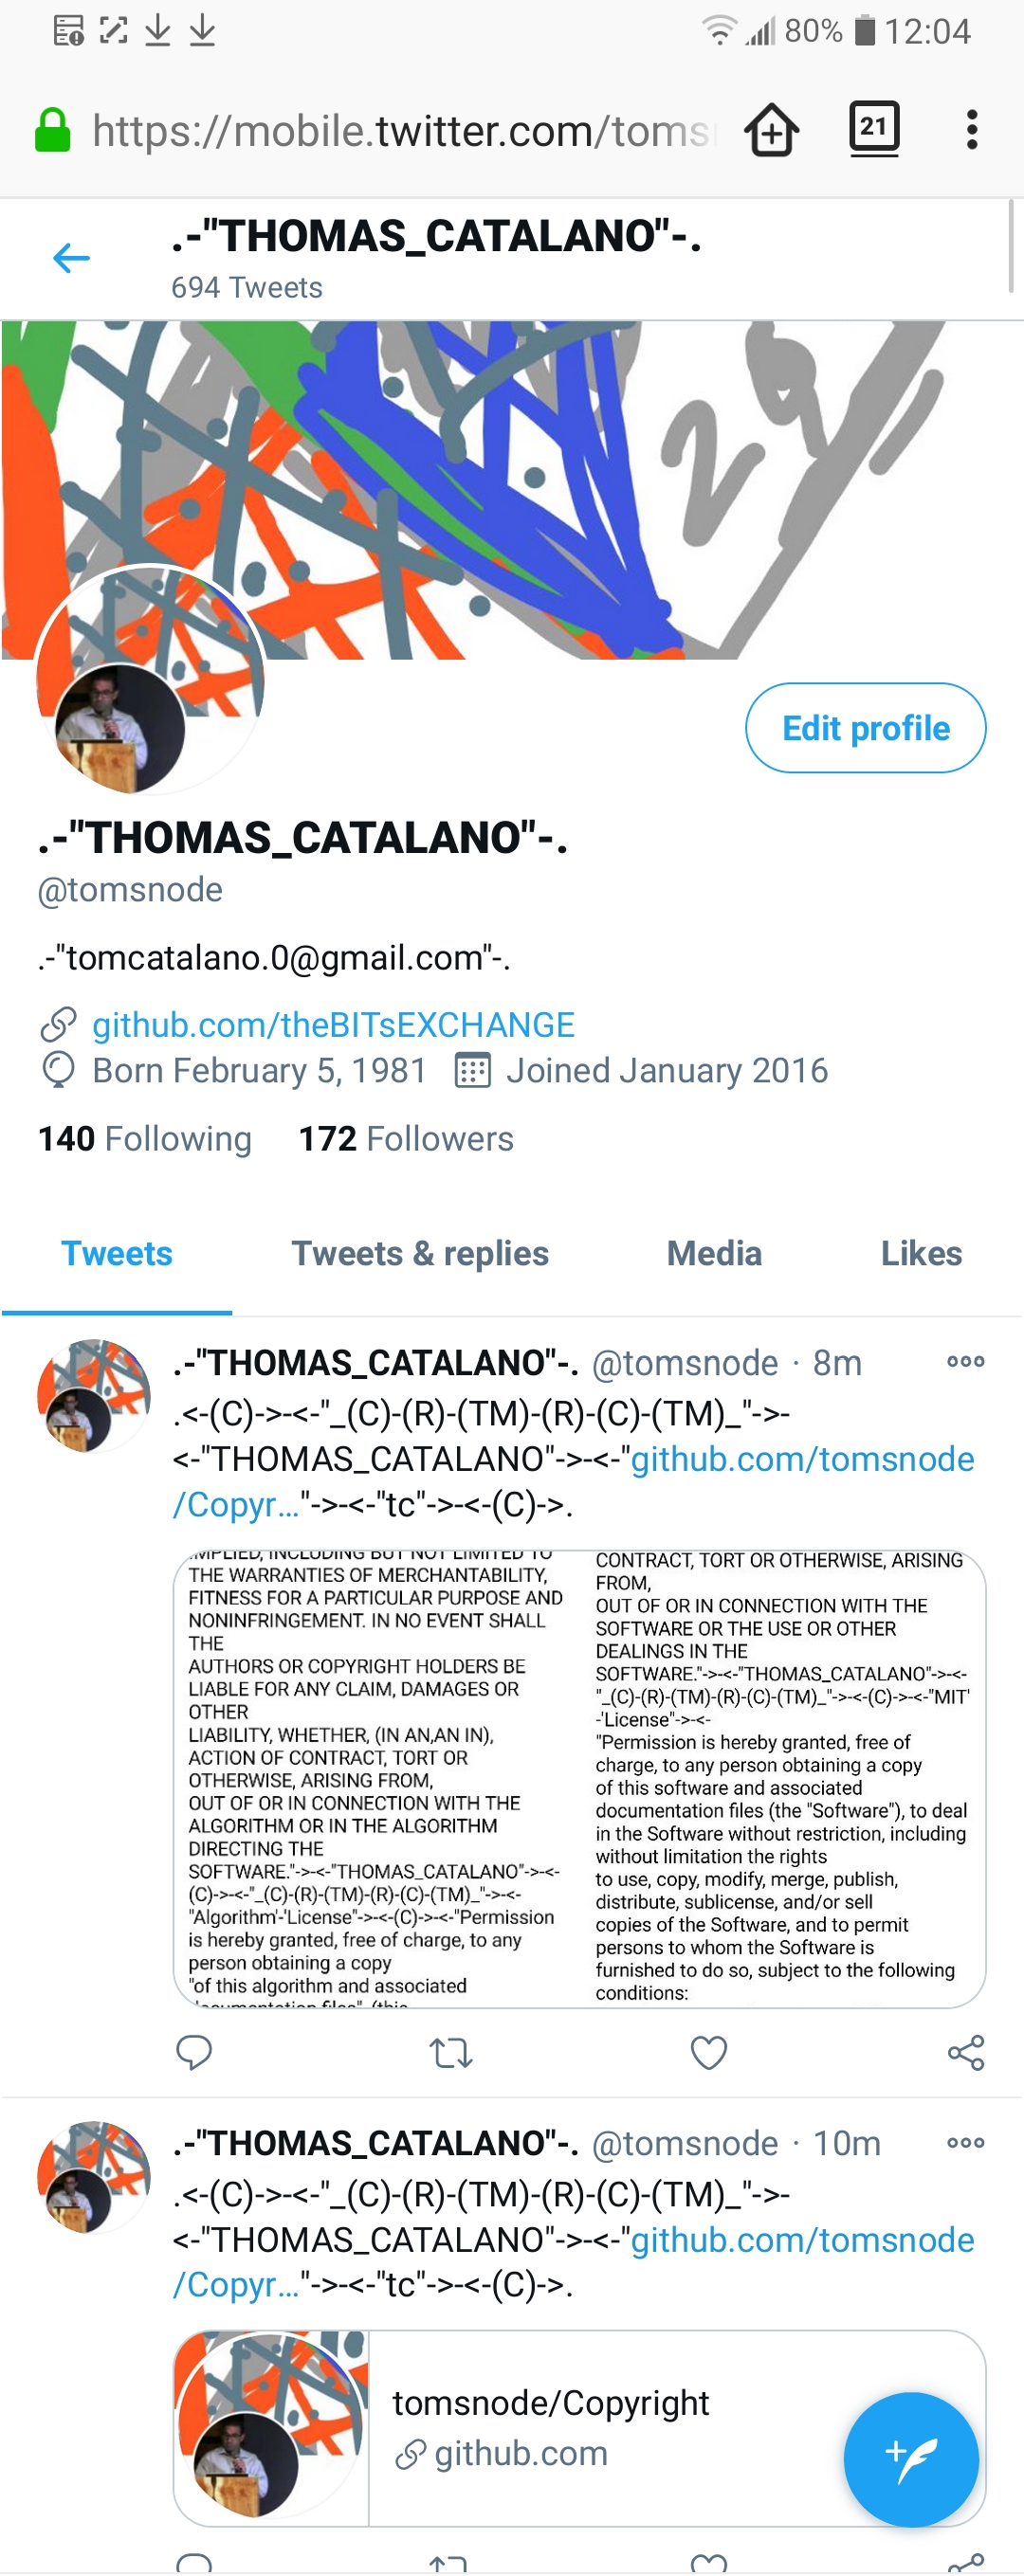 80% 12:04
https://mobile.twitter.com/toms
21
.-"THOMAS_CATALANO"-.
694 Tweets
29
Edit profile
.-"THOMAS_CATALANO"-.
@tomsnode
.-"tomcatalano.0@gmail.com"-.
github.com/theBITsEXCHANGE
Born February 5, 1981 Joined January 2016
140 Following 172 Followers
Tweets Tweets & replies Media Likes
.-"THOMAS_CATALANO"-. @tomsnode · 8m
.<-(C)->-<-"_(C)-(R)-(TM)-(R)-(C)-(TM)_"->-
<-"THOMAS_CATALANO"->-<-"github.com/tomsnode
/Copyr…"->-<-"tc"->-<-(C)->.
IMPLIED, INCLUDING BUT NOT LIMITED TO
THE WARRANTIES OF MERCHANTABILITY,
FITNESS FOR A PARTICULAR PURPOSE AND
NONINFRINGEMENT. IN NO EVENT SHALL
THE
AUTHORS OR COPYRIGHT HOLDERS BE
LIABLE FOR ANY CLAIM, DAMAGES OR
OTHER
LIABILITY, WHETHER, (IN AN,AN IN),
ACTION OF CONTRACT, TORT OR
OTHERWISE, ARISING FROM,
OUT OF OR IN CONNECTION WITH THE
ALGORITHM OR IN THE ALGORITHM
DIRECTING THE
SOFTWARE."->-<-"THOMAS_CATALANO"->-<-
(C)->-<-"_(C)-(R)-(TM)-(R)-(C)-(TM)_"->-<-
"Algorithm'-'License"->-<-(C)->-<-"Permission
is hereby granted, free of charge, to any
person obtaining a copy
"of this algorithm and associated
documentation files", (this
CONTRACT, TORT OR OTHERWISE, ARISING
FROM,
OUT OF OR IN CONNECTION WITH THE
SOFTWARE OR THE USE OR OTHER
DEALINGS IN THE
SOFTWARE."->-<-"THOMAS_CATALANO"->-<-
"_(C)-(R)-(TM)-(R)-(C)-(TM)_"->-<-(C)->-<-"MIT'
-'License"->-<-
"Permission is hereby granted, free of
charge, to any person obtaining a copy
of this software and associated
documentation files (the "Software"), to deal
in the Software without restriction, including
without limitation the rights
to use, copy, modify, merge, publish,
distribute, sublicense, and/or sell
copies of the Software, and to permit
persons to whom the Software is
furnished to do so, subject to the following
conditions:
.-"THOMAS_CATALANO"-. @tomsnode · 10m
.<-(C)->-<-"_(C)-(R)-(TM)-(R)-(C)-(TM)_"->-
<-"THOMAS_CATALANO"->-<-"github.com/tomsnode
/Copyr…"->-<-"tc"->-<-(C)->.
tomsnode/Copyright
github.com